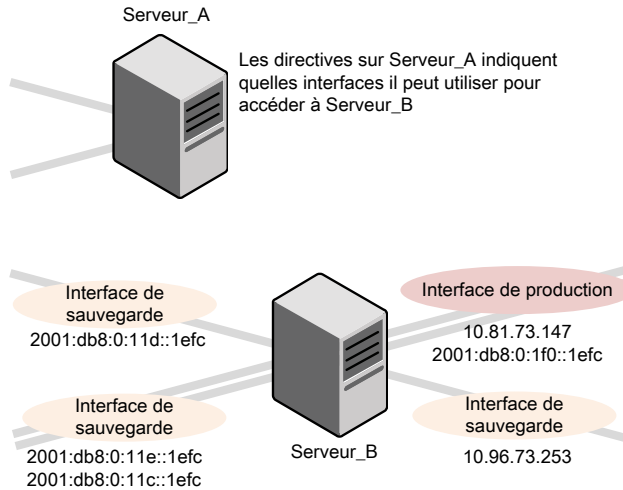 Serveur_A
Les directives sur Serveur_A indiquent
quelles interfaces il peut utiliser pour
accéder à Serveur_B
Interface de
sauvegarde
2001:db8:0:11d::1efc
Interface de production
10.81.73.147
2001:db8:0:1f0::1efc
Interface de
sauvegarde
2001:db8:0:11e::1efc
2001:db8:0:11c::1efc
Serveur_B
Interface de
sauvegarde
10.96.73.253